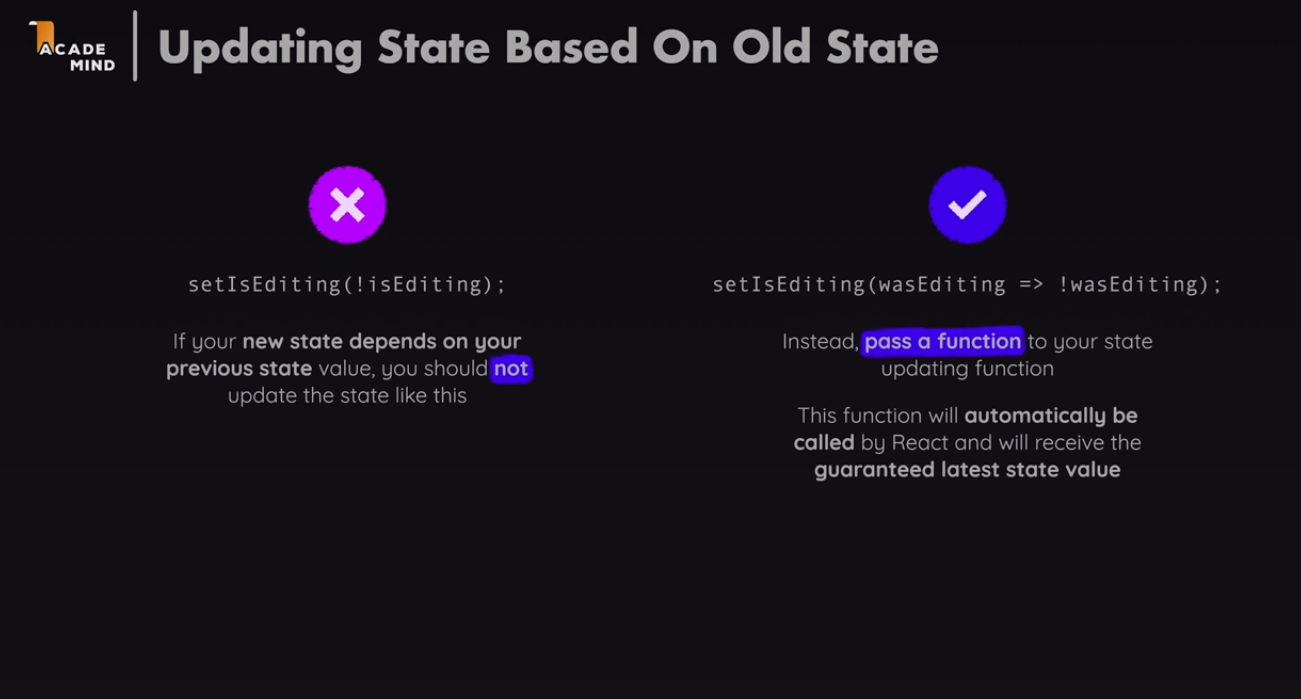 ACADE
MIND
Updating State Based On Old State
setIsEditing(!isEditing);
If your new state depends on your
previous state value, you should not
update the state like this
setIsEditing(wasEditing => !wasEditing);
Instead, pass a function to your state
updating function
This function will automatically be
called by React and will receive the
guaranteed latest state value